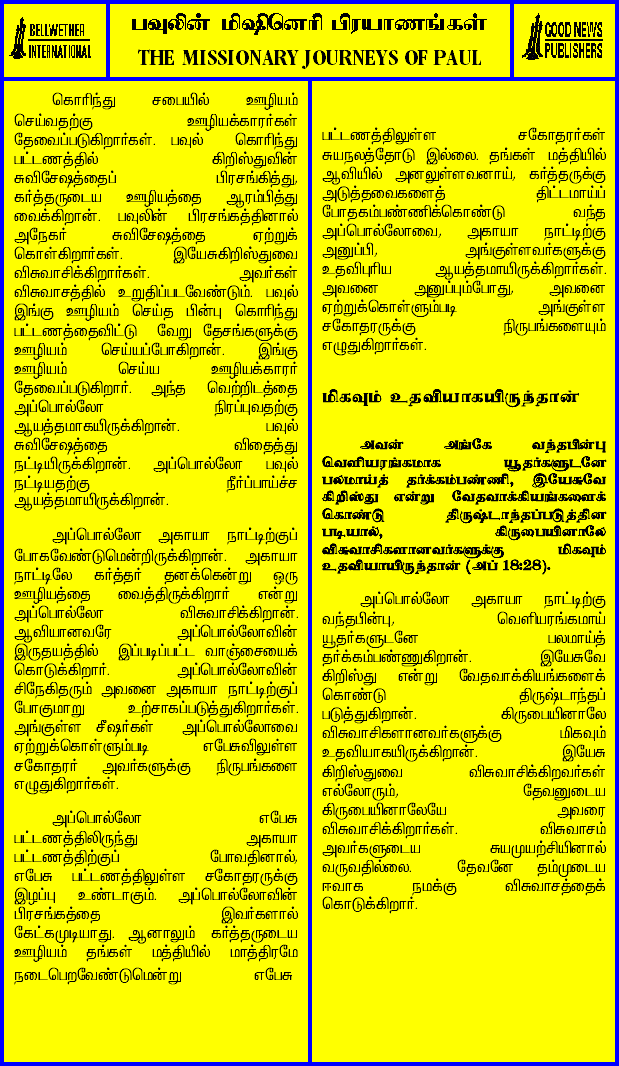 BELLWETHER
INTERNATIONAL
பவுலின் மிஷினெரி பிரயாணங்கள்
THE MISSIONARY JOURNEYS OF PAUL
GOOD NEWS
PUBLISHERS
கொரிந்து சபையில் ஊழியம்
செய்வதற்கு ஊழியக்காரர்கள்
தேவைப்படுகிறார்கள். பவுல் கொரிந்து
பட்டணத்தில் கிறிஸ்துவின்
சுவிசேஷத்தைப் பிரசங்கித்து,
கர்த்தருடைய ஊழியத்தை ஆரம்பித்து
வைக்கிறான். பவுலின் பிரசங்கத்தினால்
அநேகர் சுவிசேஷத்தை ஏற்றுக்
கொள்கிறார்கள். இயேசுகிறிஸ்துவை
விசுவாசிக்கிறார்கள். அவர்கள்
விசுவாசத்தில் உறுதிப்படவேண்டும். பவுல்
இங்கு ஊழியம் செய்த பின்பு கொரிந்து
பட்டணத்தைவிட்டு வேறு தேசங்களுக்கு
ஊழியம் செய்யப்போகிறான். இங்கு
ஊழியம் செய்ய ஊழியக்காரர்
தேவைப்படுகிறார். அந்த வெற்றிடத்தை
அப்பொல்லோ நிரப்புவதற்கு
ஆயத்தமாகயிருக்கிறான். பவுல்
சுவிசேஷத்தை விதைத்து
நட்டியிருக்கிறான். அப்பொல்லோ பவுல்
நட்டியதற்கு நீர்ப்பாய்ச்ச
ஆயத்தமாயிருக்கிறான்.
அப்பொல்லோ அகாயா நாட்டிற்குப்
போகவேண்டுமென்றிருக்கிறான். அகாயா
நாட்டிலே கர்த்தர் தனக்கென்று ஒரு
ஊழியத்தை வைத்திருக்கிறார் என்று
அப்பொல்லோ விசுவாசிக்கிறான்.
ஆவியானவரே அப்பொல்லோவின்
இருதயத்தில் இப்படிப்பட்ட வாஞ்சையைக்
கொடுக்கிறார். அப்பொல்லோவின்
சிநேகிதரும் அவனை அகாயா நாட்டிற்குப்
போகுமாறு உற்சாகப்படுத்துகிறார்கள்.
அங்குள்ள சீஷர்கள் அப்பொல்லோவை
ஏற்றுக்கொள்ளும்படி எபேசுவிலுள்ள
சகோதரர் அவர்களுக்கு நிருபங்களை
எழுதுகிறார்கள்.
அப்பொல்லோ எபேசு
பட்டணத்திலிருந்து அகாயா
பட்டணத்திற்குப் போவதினால்,
எபேசு பட்டணத்திலுள்ள சகோதரருக்கு
இழப்பு உண்டாகும். அப்பொல்லோவின்
பிரசங்கத்தை இவர்களால்
கேட்கமுடியாது. ஆனாலும் கர்த்தருடைய
ஊழியம் தங்கள் மத்தியில் மாத்திரமே
நடைபெறவேண்டுமென்று எபேசு
பட்டணத்திலுள்ள சகோதரர்கள்
சுயநலத்தோடு இல்லை. தங்கள் மத்தியில்
ஆவியில் அனலுள்ளவனாய், கர்த்தருக்கு
அடுத்தவைகளைத் திட்டமாய்ப்
போதகம்பண்ணிக்கொண்டு வந்த
அப்பொல்லோவை, அகாயா நாட்டிற்கு
அனுப்பி, அங்குள்ளவர்களுக்கு
உதவிபுரிய ஆயத்தமாயிருக்கிறார்கள்.
அவனை அனுப்பும்போது, அவனை
ஏற்றுக்கொள்ளும்படி அங்குள்ள
சகோதரருக்கு நிருபங்களையும்
எழுதுகிறார்கள்.
மிகவும் உதவியாகயிருந்தான்
அவன் அங்கே வந்தபின்பு
வெளியரங்கமாக யூதர்களுடனே
பலமாய்த் தர்க்கம்பண்ணி, இயேசுவே
கிறிஸ்து என்று வேதவாக்கியங்களைக்
கொண்டு திருஷ்டாந்தப்படுத்தின
படியால், கிருபையினாலே
விசுவாசிகளானவர்களுக்கு மிகவும்
உதவியாயிருந்தான் (அப் 18:28).
அப்பொல்லோ அகாயா நாட்டிற்கு
வந்தபின்பு, வெளியரங்கமாய்
யூதர்களுடனே பலமாய்த்
தர்க்கம்பண்ணுகிறான். இயேசுவே
கிறிஸ்து என்று வேதவாக்கியங்களைக்
கொண்டு திருஷ்டாந்தப்
படுத்துகிறான். கிருபையினாலே
விசுவாசிகளானவர்களுக்கு மிகவும்
உதவியாகயிருக்கிறான். இயேசு
கிறிஸ்துவை விசுவாசிக்கிறவர்கள்
எல்லோரும், தேவனுடைய
கிருபையினாலேயே அவரை
விசுவாசிக்கிறார்கள். விசுவாசம்
அவர்களுடைய சுயமுயற்சியினால்
வருவதில்லை. தேவனே தம்முடைய
ஈவாக நமக்கு விசுவாசத்தைக்
கொடுக்கிறார்.